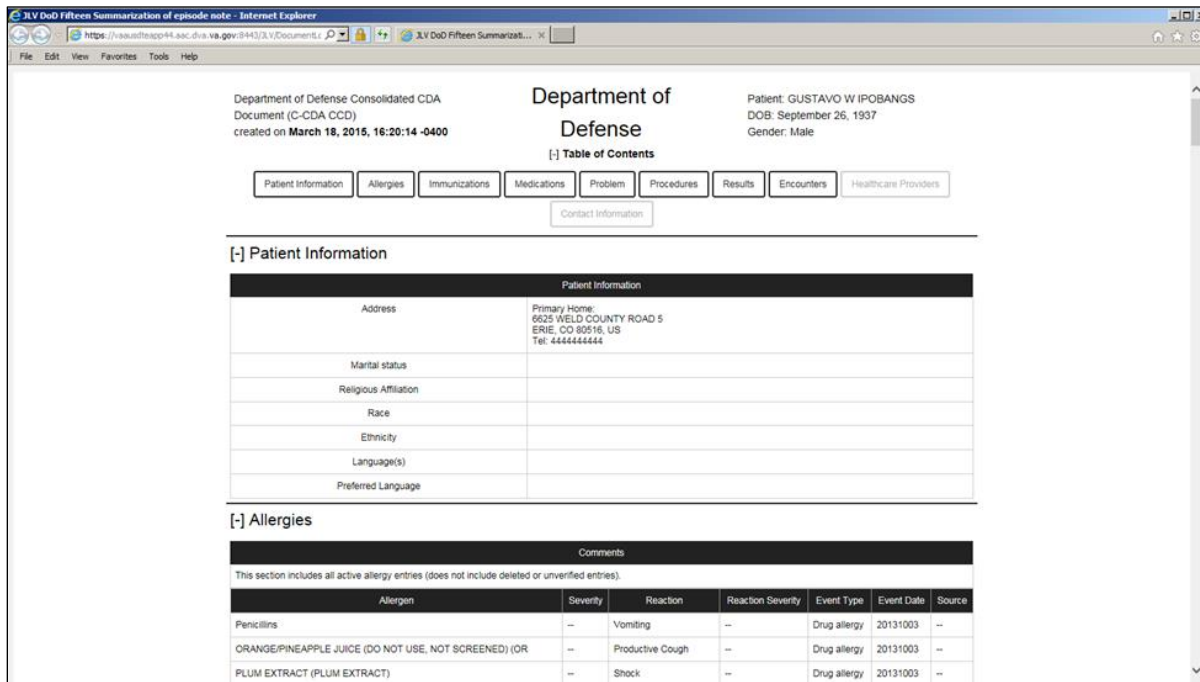 JLV DoD Fifteen Summarization of episode note - Internet Explorer
https://vaausdteapp44.aac.dva.va.gov:9443/JLV/Document.c
JLV DoD Fifteen Summarizati...
File Edit View Favorites Tools Help
Department of Defense Consolidated CDA
Document (C-CDA CCD)
created on March 18, 2015, 16:20:14 -0400
Department of
Defense
Patient: GUSTAVO W IPOBANGS
DOB: September 26, 1937
Gender: Male
[-] Table of Contents
Patient Information Allergies Immunizations Medications Problem Procedures Results Encounters Healthcare Providers
Contact Information
[-] Patient Information
Patient Information
Address
Primary Home:
6625 WELD COUNTY ROAD 5
ERIE, CO 80516, US
Tel: 4444444444
Marital status
Religious Affiliation
Race
Ethnicity
Language(s)
Preferred Language
[-] Allergies
Comments
This section includes all active allergy entries (does not include deleted or unverified entries).
Allergen Severity Reaction Reaction Severity Event Type Event Date Source
Penicillins -- Vomiting -- Drug allergy 20131003 --
ORANGE/PINEAPPLE JUICE (DO NOT USE, NOT SCREENED) (OR -- Productive Cough -- Drug allergy 20131003 --
PLUM EXTRACT (PLUM EXTRACT) -- Shock -- Drug allergy 20131003 --